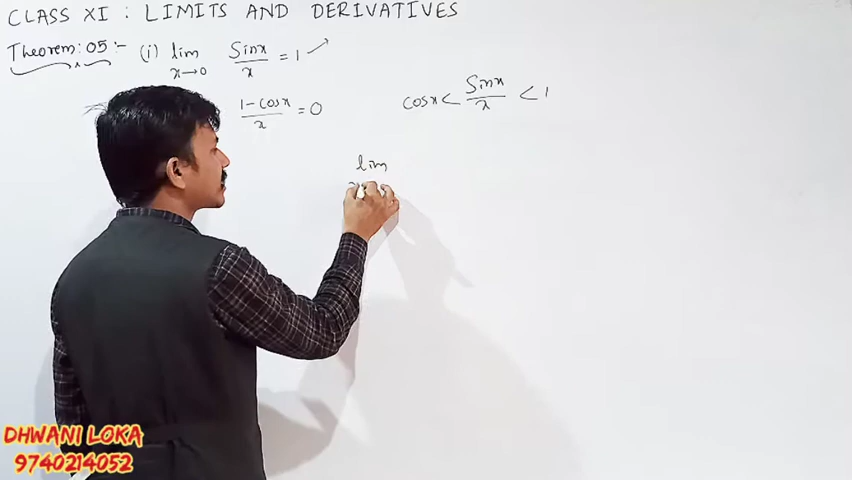 CLASS XI : LIMITS AND DERIVATIVES
Theorem: 05 :- (i) lim x→0 Sinx/x = 1
1-cosx/x = 0
cosx < Sinx/x < 1
lim
DHWANI LOKA
9740214052